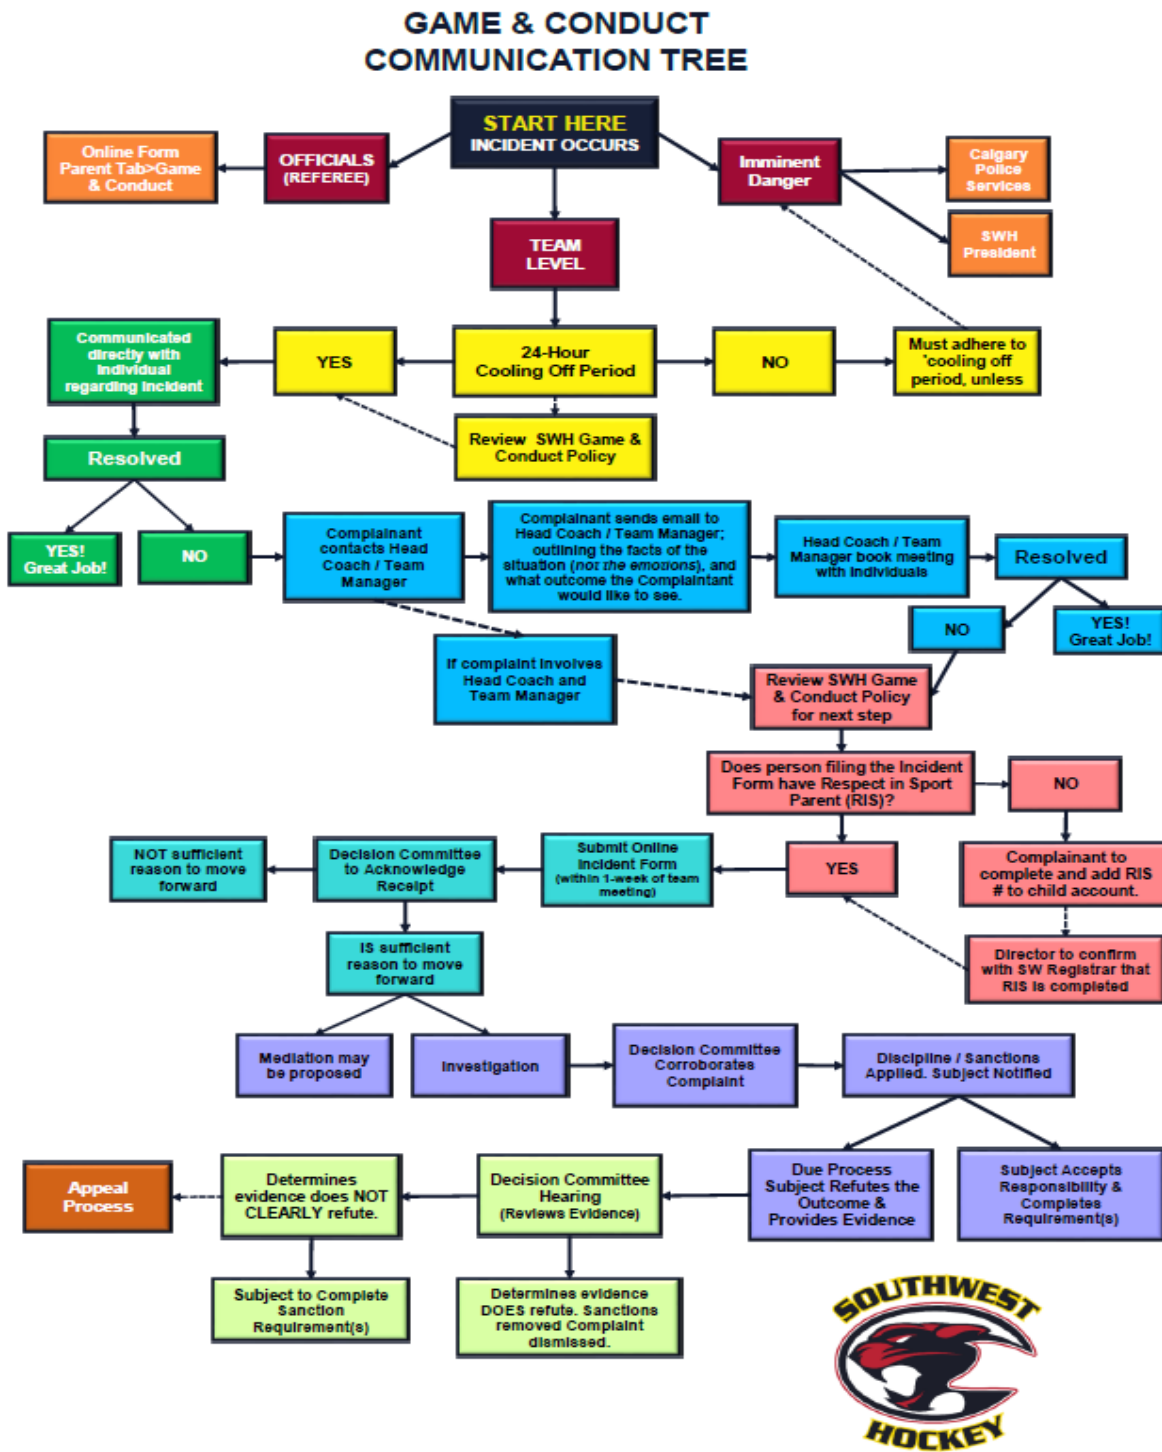 GAME & CONDUCT
COMMUNICATION TREE
START HERE
INCIDENT OCCURS
Online Form
Parent Tab>Game
& Conduct
OFFICIALS
(REFEREE)
Imminent
Danger
Calgary
Police
Services
SWH
President
TEAM
LEVEL
Communicated
directly with
individual
regarding incident
YES
24-Hour
Cooling Off Period
NO
Must adhere to
"cooling off
period, unless
Review SWH Game &
Conduct Policy
Resolved
YES!
Great Job!
NO
Complainant
contacts Head
Coach / Team
Manager
Complainant sends email to
Head Coach / Team Manager;
outlining the facts of the
situation (not the emotions), and
what outcome the Complaintant
would like to see.
Head Coach / Team
Manager book meeting
with individuals
Resolved
NO
YES!
Great Job!
If complaint involves
Head Coach and
Team Manager
Review SWH Game
& Conduct Policy
for next step
Does person filing the Incident
Form have Respect in Sport
Parent (RIS)?
NO
NOT sufficient
reason to move
forward
Decision Committee
to Acknowledge
Receipt
Submit Online
Incident Form
(within 1-week of team
meeting)
YES
Complainant to
complete and add RIS
# to child account.
IS sufficient
reason to move
forward
Director to confirm
with SW Registrar that
RIS is completed
Mediation may
be proposed
Investigation
Decision Committee
Corroborates
Complaint
Discipline / Sanctions
Applied. Subject Notified
Appeal
Process
Determines
evidence does NOT
CLEARLY refute.
Decision Committee
Hearing
(Reviews Evidence)
Due Process
Subject Refutes the
Outcome &
Provides Evidence
Subject Accepts
Responsibility &
Completes
Requirement(s)
Subject to Complete
Sanction
Requirement(s)
Determines evidence
DOES refute. Sanctions
removed Complaint
dismissed.
SOUTHWEST
HOCKEY